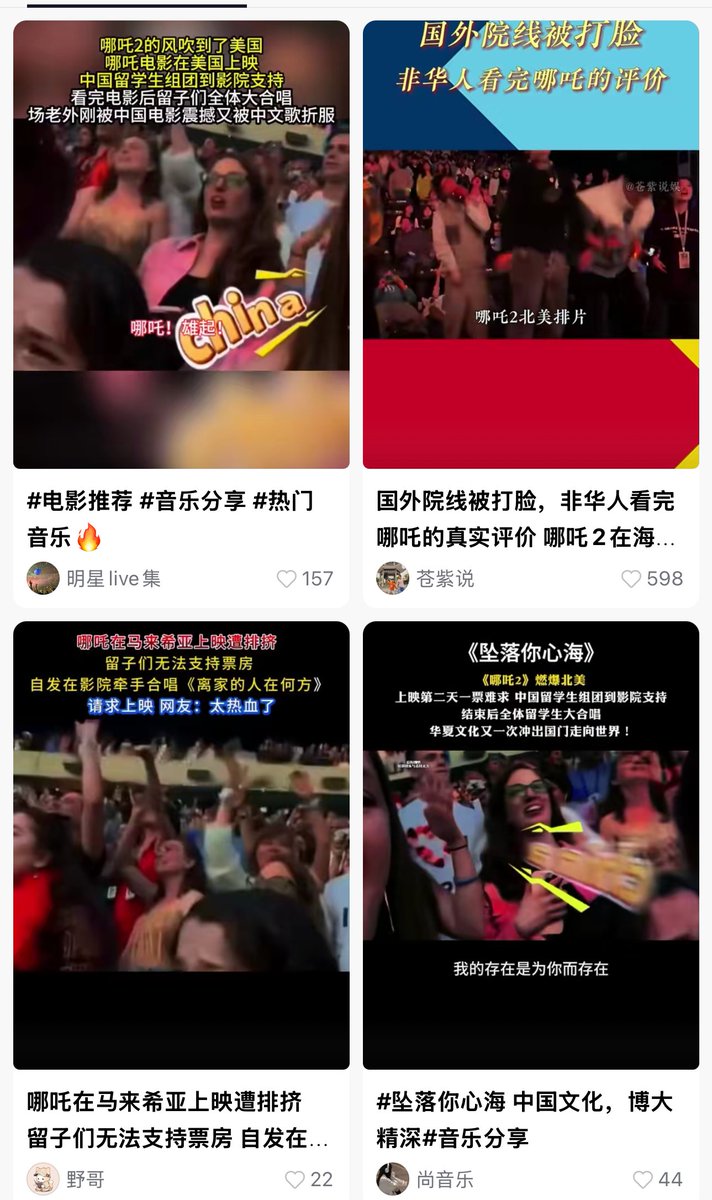 哪吒2的风吹到了美国
哪吒电影在美国上映
中国留学生组团到影院支持
看完电影后留子们全体大合唱
场老外刚被中国电影震撼又被中文歌折服
哪吒！雄起！
china
#电影推荐 #音乐分享 #热门
音乐🔥
明星live集
157
国外院线被打脸
非华人看完哪吒的评价
@苍紫说娱
哪吒2北美排片
国外院线被打脸，非华人看完
哪吒的真实评价 哪吒2在海...
苍紫说
598
哪吒在马来希亚上映遭排挤
留子们无法支持票房
自发在影院牵手合唱《离家的人在何方》
请求上映 网友：太热血了
哪吒在马来希亚上映遭排挤
留子们无法支持票房 自发在...
野哥
22
《坠落你心海》
《哪吒2》燃爆北美
上映第二天一票难求 中国留学生组团到影院支持
结束后全体留学生大合唱
华夏文化又一次冲出国门走向世界！
我的存在是为你而存在
#坠落你心海 中国文化，博大
精深#音乐分享
尚音乐
44